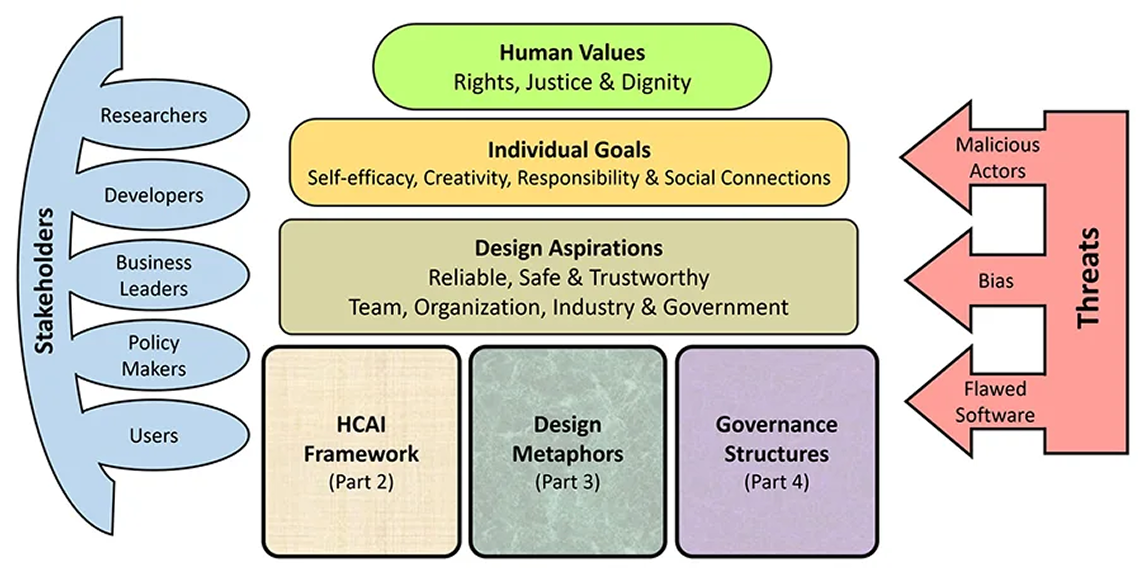 Stakeholders
Researchers
Developers
Business
Leaders
Policy
Makers
Users
Human Values
Rights, Justice & Dignity
Individual Goals
Self-efficacy, Creativity, Responsibility & Social Connections
Design Aspirations
Reliable, Safe & Trustworthy
Team, Organization, Industry & Government
HCAI
Framework
(Part 2)
Design
Metaphors
(Part 3)
Governance
Structures
(Part 4)
Malicious
Actors
Bias
Flawed
Software
Threats